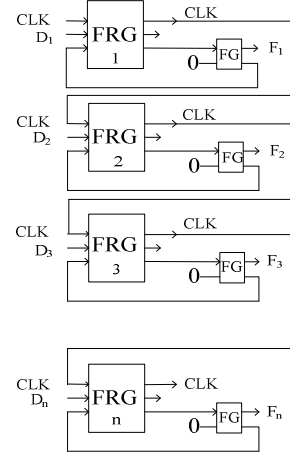 CLK CLK
D1 FRG F1
1 0 FG
CLK CLK
D2 FRG F2
2 0 FG
CLK CLK
D3 FRG F3
3 0 FG
CLK CLK
Dn FRG Fn
n 0 FG